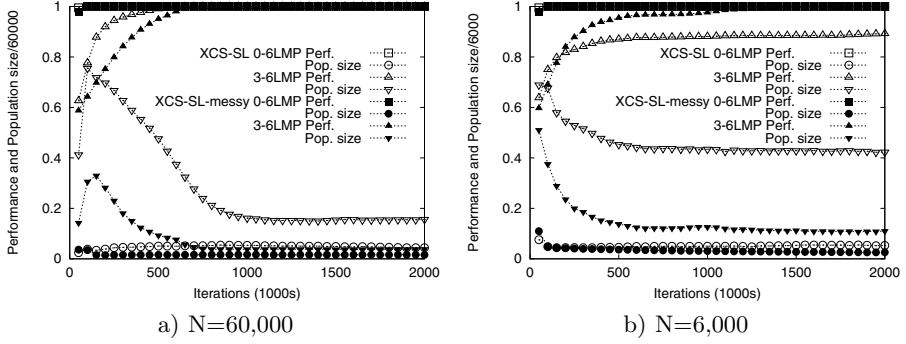 Performance and Population size/60000
1
0.8
0.6
0.4
0.2
0
XCS-SL 0-6LMP Perf.
Pop. size
3-6LMP Perf.
Pop. size
XCS-SL-messy 0-6LMP Perf.
Pop. size
3-6LMP Perf.
Pop. size
0 500 1000 1500 2000
Iterations (1000s)
a) N=60,000
Performance and Population size/6000
1
0.8
0.6
0.4
0.2
0
XCS-SL 0-6LMP Perf.
Pop. size
3-6LMP Perf.
Pop. size
XCS-SL-messy 0-6LMP Perf.
Pop. size
3-6LMP Perf.
Pop. size
0 500 1000 1500 2000
Iterations (1000s)
b) N=6,000